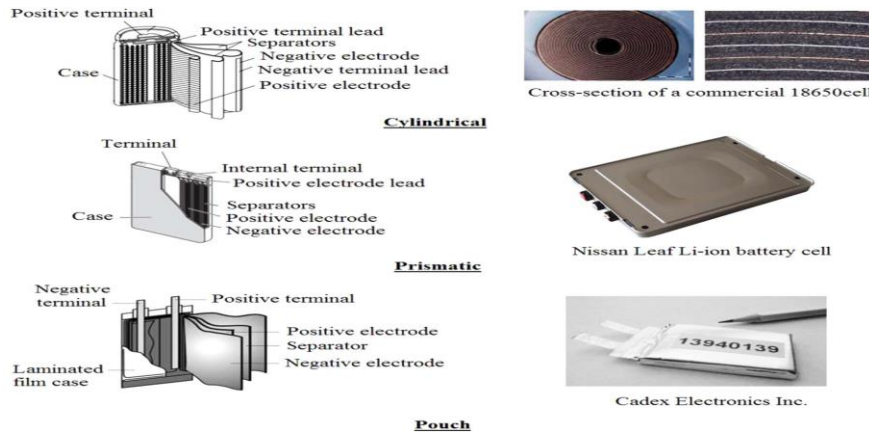 Positive terminal
Positive terminal lead
Separators
Negative electrode
Negative terminal lead
Positive electrode
Case
Cylindrical
Cross-section of a commercial 18650cell
Terminal
Internal terminal
Positive electrode lead
Separators
Positive electrode
Negative electrode
Case
Prismatic
Nissan Leaf Li-ion battery cell
Negative
terminal
Positive terminal
Positive electrode
Separator
Negative electrode
Laminated
film case
Pouch
13940139
Cadex Electronics Inc.